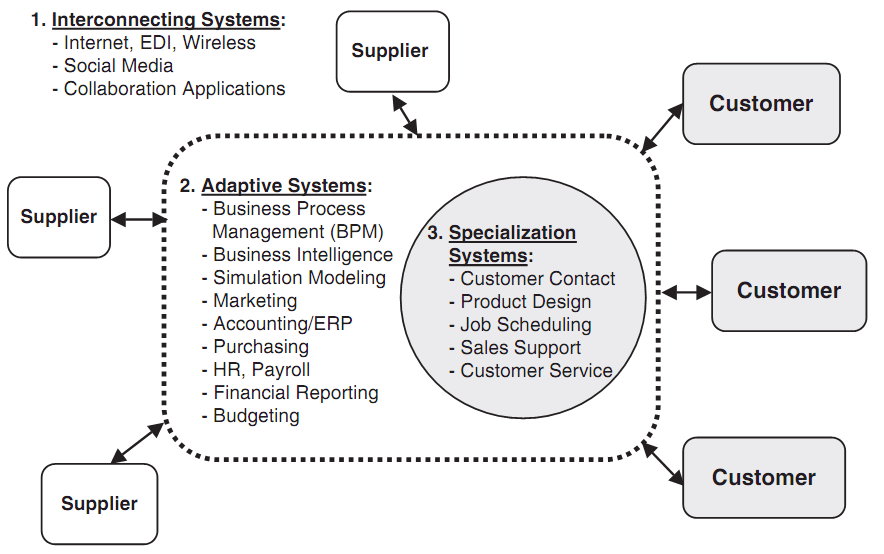 1. Interconnecting Systems:
- Internet, EDI, Wireless
- Social Media
- Collaboration Applications
Supplier
Customer
Supplier
2. Adaptive Systems:
- Business Process
Management (BPM)
- Business Intelligence
- Simulation Modeling
- Marketing
- Accounting/ERP
- Purchasing
- HR, Payroll
- Financial Reporting
- Budgeting
3. Specialization
Systems:
- Customer Contact
- Product Design
- Job Scheduling
- Sales Support
- Customer Service
Customer
Supplier
Customer